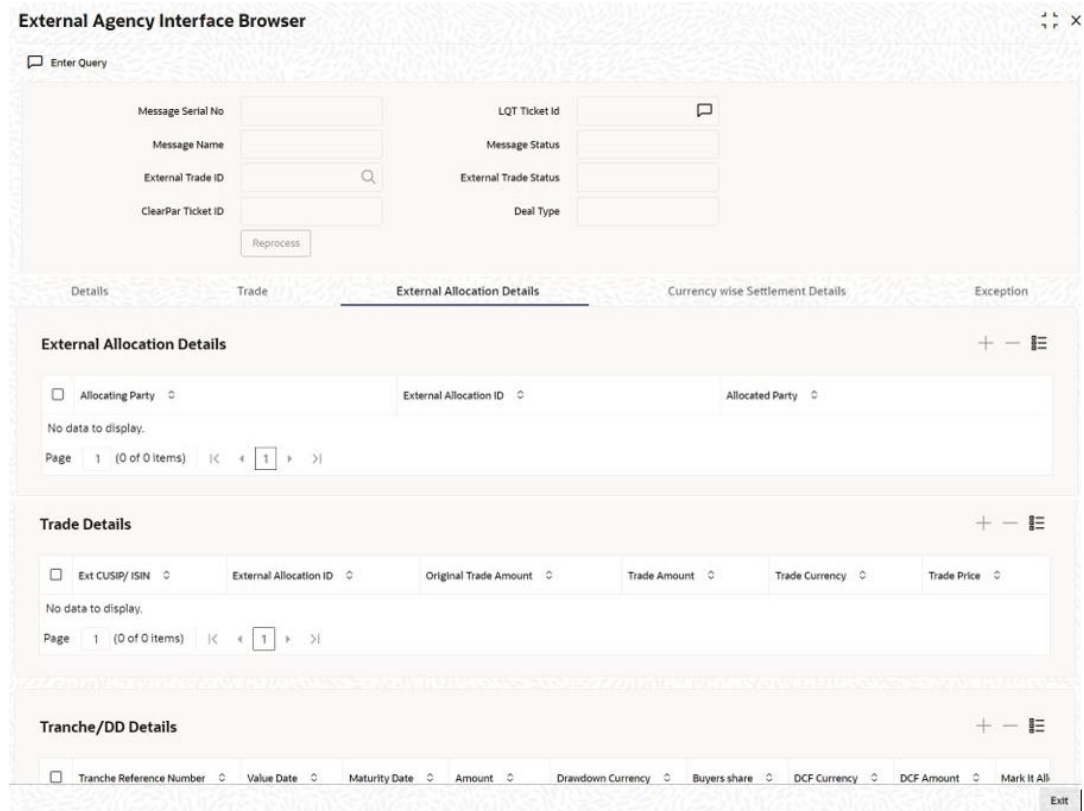 External Agency Interface Browser
Enter Query
Message Serial No
LQT Ticket Id
Message Name
Message Status
External Trade ID
External Trade Status
ClearPar Ticket ID
Deal Type
Reprocess
Details Trade External Allocation Details Currency wise Settlement Details Exception
External Allocation Details
Allocating Party External Allocation ID Allocated Party
No data to display.
Page 1 (0 of 0 items) 1
Trade Details
Ext CUSIP/ ISIN External Allocation ID Original Trade Amount Trade Amount Trade Currency Trade Price
No data to display.
Page 1 (0 of 0 items) 1
Tranche/DD Details
Tranche Reference Number Value Date Maturity Date Amount Drawdown Currency Buyers share DCF Currency DCF Amount Mark it All
Exit